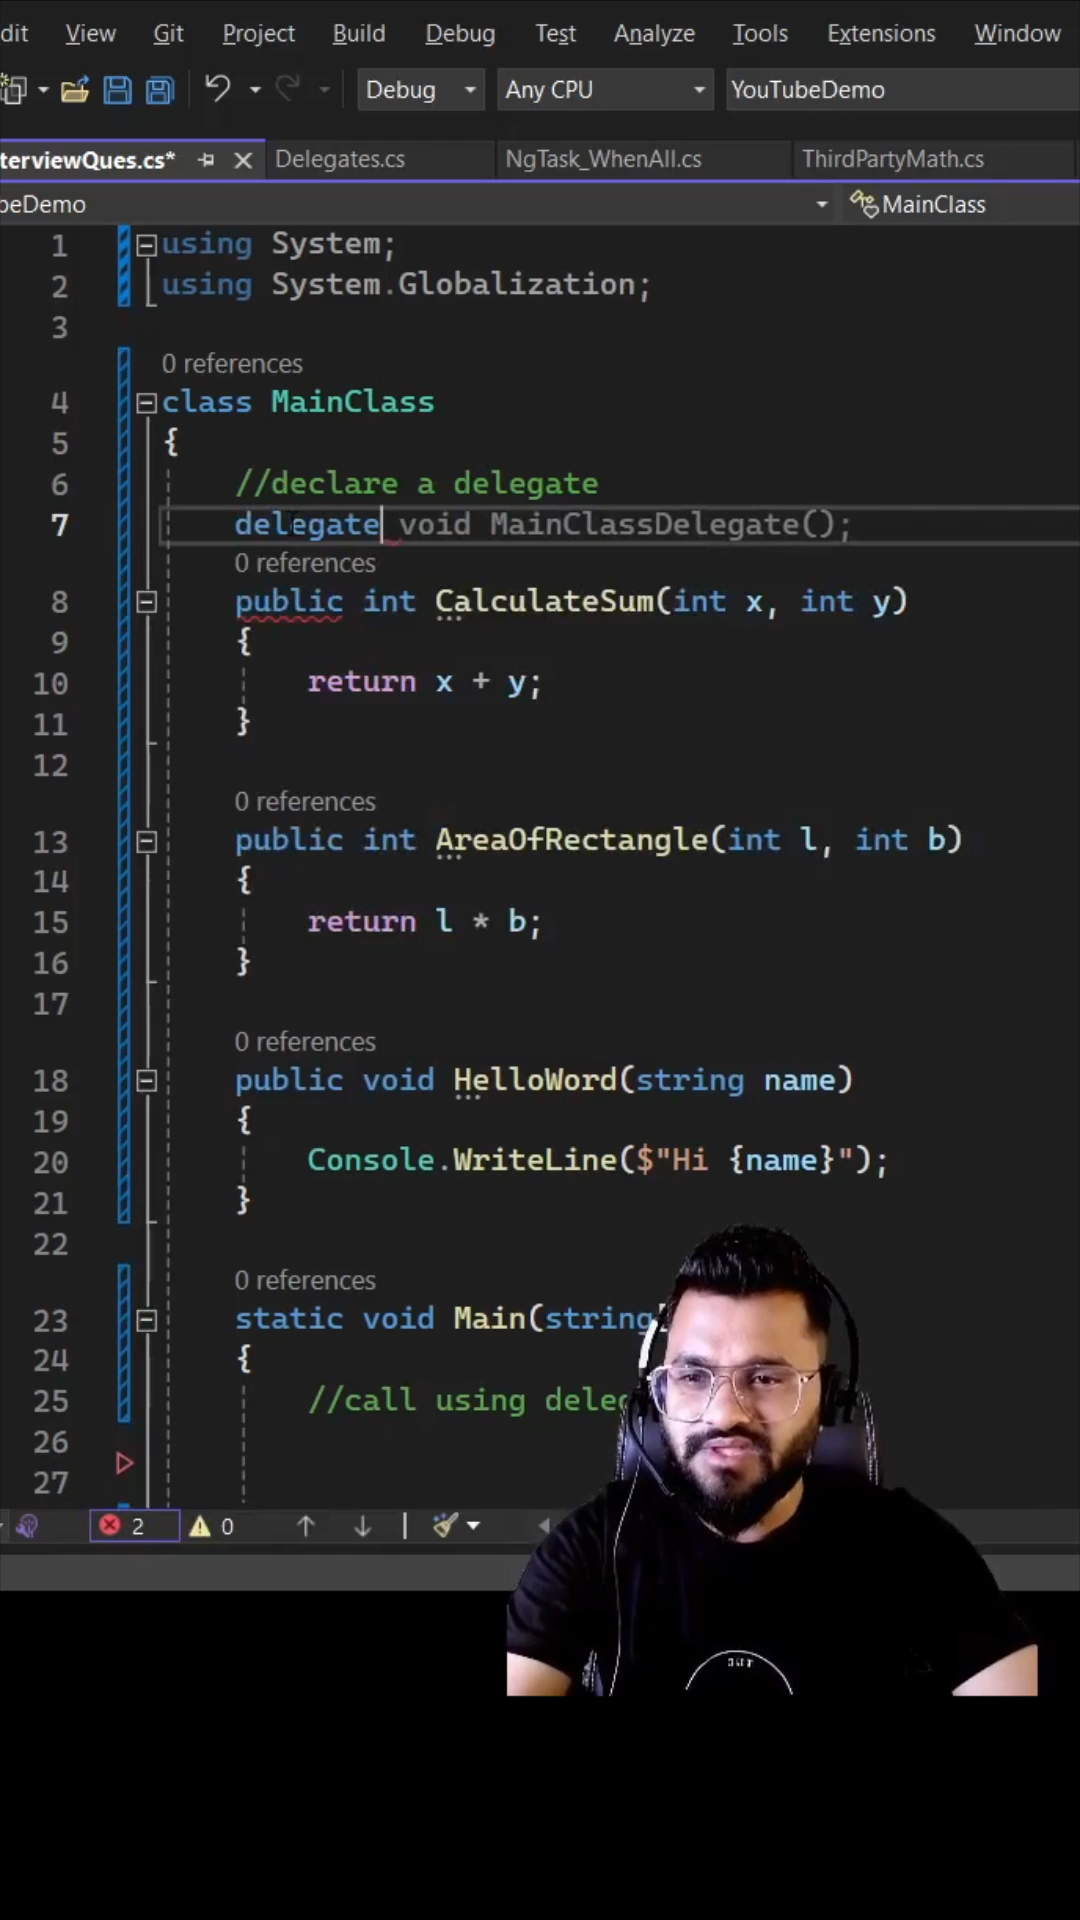 dit View Git Project Build Debug Test Analyze Tools Extensions Window
Debug Any CPU YouTubeDemo
terviewQues.cs* Delegates.cs NgTask_WhenAll.cs ThirdPartyMath.cs
beDemo MainClass
1 using System;
2 using System.Globalization;
3
0 references
4 class MainClass
5 {
6 //declare a delegate
7 delegate void MainClassDelegate();
0 references
8 public int CalculateSum(int x, int y)
9 {
10 return x + y;
11 }
12
0 references
13 public int AreaOfRectangle(int l, int b)
14 {
15 return l * b;
16 }
17
0 references
18 public void HelloWord(string name)
19 {
20 Console.WriteLine($"Hi {name}");
21 }
22
0 references
23 static void Main(string
24 {
25 //call using dele
26
27
2 0